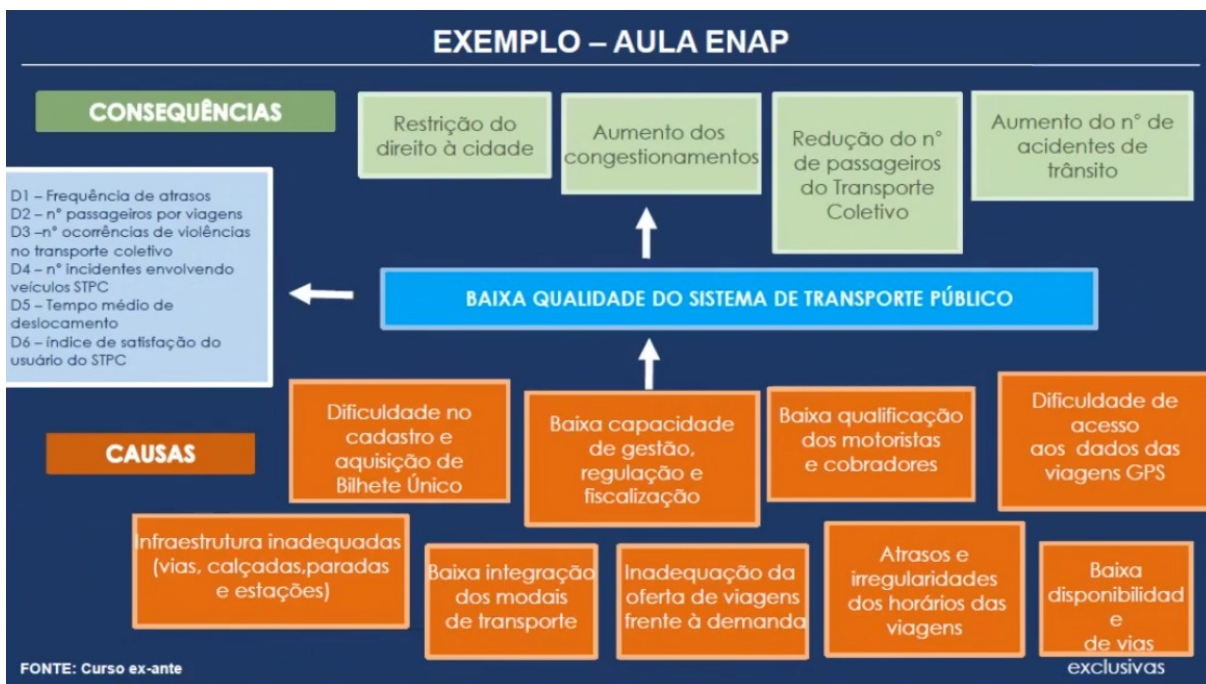 EXEMPLO – AULA ENAP
CONSEQUÊNCIAS
Restrição do
direito à cidade
Aumento dos
congestionamentos
Redução do n°
de passageiros
do Transporte
Coletivo
Aumento do n° de
acidentes de
trânsito
D1 – Frequência de atrasos
D2 – n° passageiros por viagens
D3 –n° ocorrências de violências
no transporte coletivo
D4 – n° incidentes envolvendo
veículos STPC
D5 – Tempo médio de
deslocamento
D6 – índice de satisfação do
usuário do STPC
BAIXA QUALIDADE DO SISTEMA DE TRANSPORTE PÚBLICO
CAUSAS
Dificuldade no
cadastro e
aquisição de
Bilhete Único
Baixa capacidade
de gestão,
regulação e
fiscalização
Baixa qualificação
dos motoristas
e cobradores
Dificuldade de
acesso
aos dados das
viagens GPS
Infraestrutura inadequadas
(vias, calçadas,paradas
e estações)
Baixa integração
dos modais
de transporte
Inadequação da
oferta de viagens
frente à demanda
Atrasos e
irregularidades
dos horários das
viagens
Baixa
disponibilidad
e
de vias
exclusivas
FONTE: Curso ex-ante